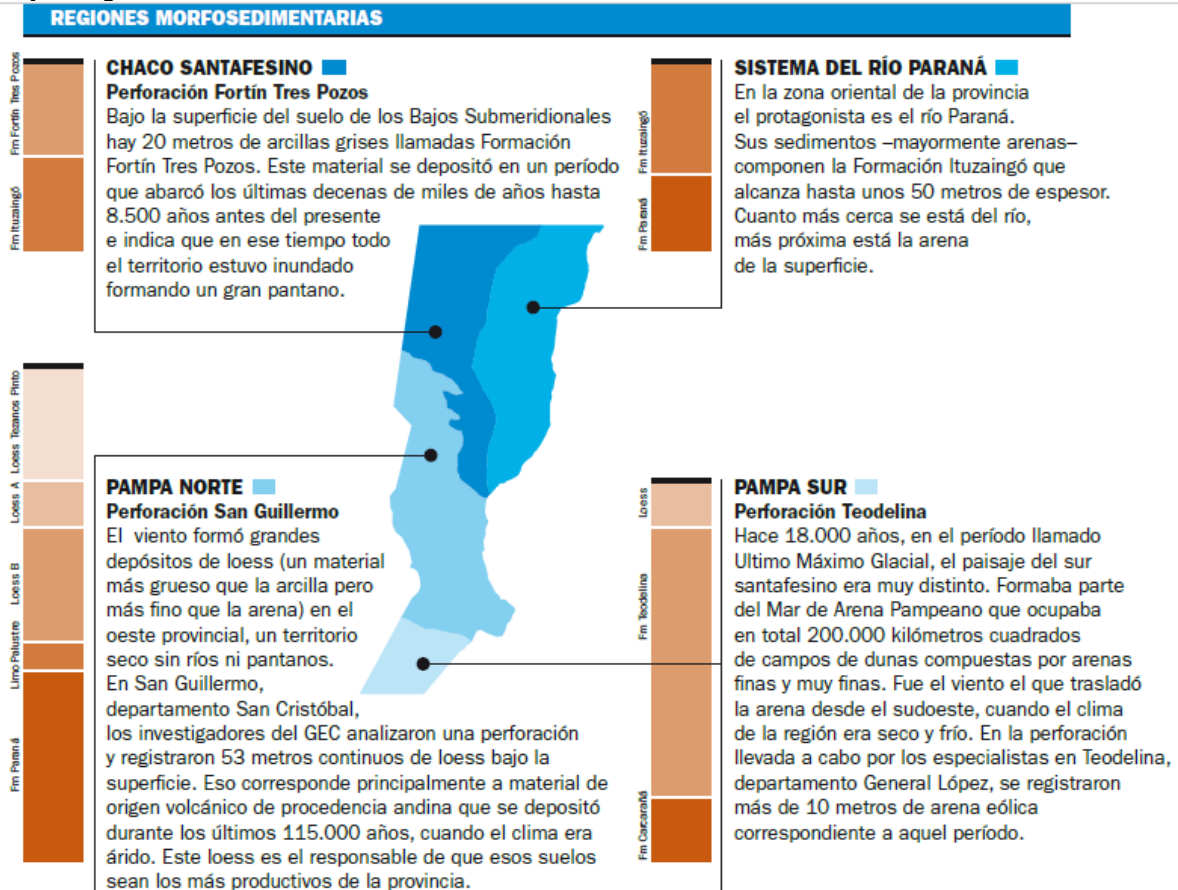 REGIONES MORFOSEDIMENTARIAS
Fm Fortín Tres Pozos
Fm Ituzaingó
CHACO SANTAFESINO
Perforación Fortín Tres Pozos
Bajo la superficie del suelo de los Bajos Submeridionales
hay 20 metros de arcillas grises llamadas Formación
Fortín Tres Pozos. Este material se depositó en un período
que abarcó los últimas decenas de miles de años hasta
8.500 años antes del presente
e indica que en ese tiempo todo
el territorio estuvo inundado
formando un gran pantano.
Fm Ituzaingó
Fm Paraná
SISTEMA DEL RÍO PARANÁ
En la zona oriental de la provincia
el protagonista es el río Paraná.
Sus sedimentos –mayormente arenas–
componen la Formación Ituzaingó que
alcanza hasta unos 50 metros de espesor.
Cuanto más cerca se está del río,
más próxima está la arena
de la superficie.
Loess Tezanos Pinto
Loess A
Loess B
Limo Palustre
Fm Paraná
PAMPA NORTE
Perforación San Guillermo
El viento formó grandes
depósitos de loess (un material
más grueso que la arcilla pero
más fino que la arena) en el
oeste provincial, un territorio
seco sin ríos ni pantanos.
En San Guillermo,
departamento San Cristóbal,
los investigadores del GEC analizaron una perforación
y registraron 53 metros continuos de loess bajo la
superficie. Eso corresponde principalmente a material de
origen volcánico de procedencia andina que se depositó
durante los últimos 115.000 años, cuando el clima era
árido. Este loess es el responsable de que esos suelos
sean los más productivos de la provincia.
Loess
Fm Teodelina
Fm Carcarañá
PAMPA SUR
Perforación Teodelina
Hace 18.000 años, en el período llamado
Ultimo Máximo Glacial, el paisaje del sur
santafesino era muy distinto. Formaba parte
del Mar de Arena Pampeano que ocupaba
en total 200.000 kilómetros cuadrados
de campos de dunas compuestas por arenas
finas y muy finas. Fue el viento el que trasladó
la arena desde el sudoeste, cuando el clima
de la región era seco y frío. En la perforación
llevada a cabo por los especialistas en Teodelina,
departamento General López, se registraron
más de 10 metros de arena eólica
correspondiente a aquel período.